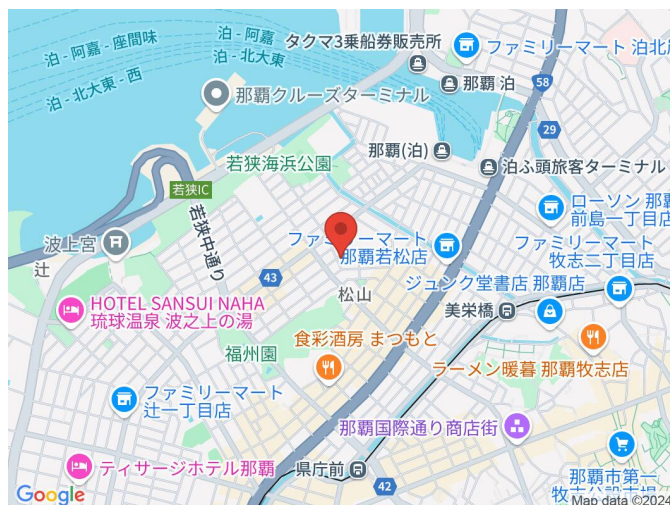 タクマ3乗船券販売所
泊 - 阿嘉 - 座間味
泊 - 阿嘉
泊 - 北大東
泊 - 北大東 - 西
ファミリーマート 泊北
那覇 泊
58
那覇クルーズターミナル
29
那覇(泊)
若狭海浜公園
泊ふ頭旅客ターミナル
若狭IC
ローソン 那覇
前島一丁目店
若狭中通り
波上宮
辻
ファミリーマート
那覇若松店
ファミリーマート
牧志二丁目店
43
ジュンク堂書店 那覇店
松山
美栄橋
HOTEL SANSUI NAHA
琉球温泉 波之上の湯
福州園
食彩酒房 まつもと
ラーメン暖暮 那覇牧志店
ファミリーマート
辻一丁目店
那覇国際通り商店街
ティサージホテル那覇
県庁前
42
那覇市第一
牧志公設市場
Google
Map data ©2024